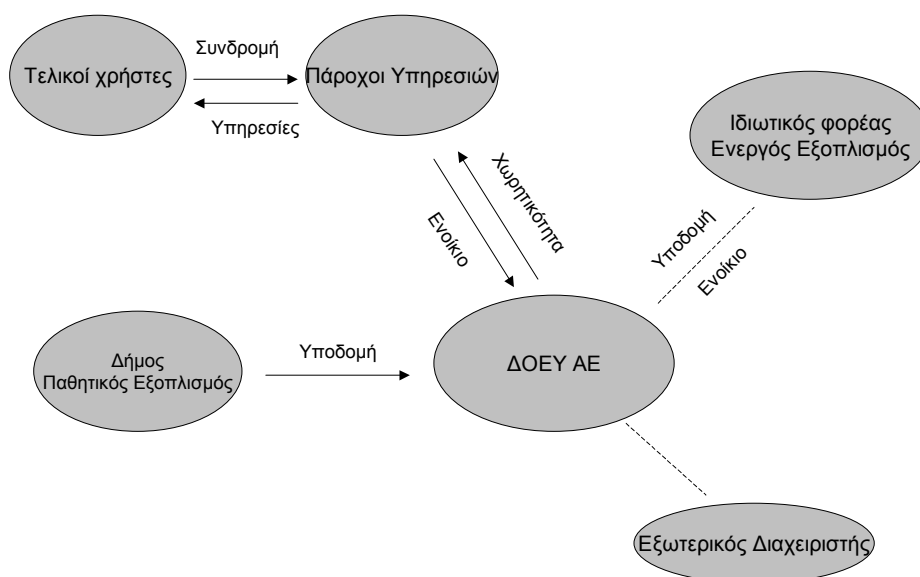 Συνδρομή
Τελικοί χρήστες
Πάροχοι Υπηρεσιών
Υπηρεσίες
Ιδιωτικός φορέας
Ενεργός Εξοπλισμός
Χωρητικότητα
Ενοίκιο
Υποδομή
Ενοίκιο
Υποδομή
Δήμος
Παθητικός Εξοπλισμός
ΔΟΕΥ ΑΕ
Εξωτερικός Διαχειριστής